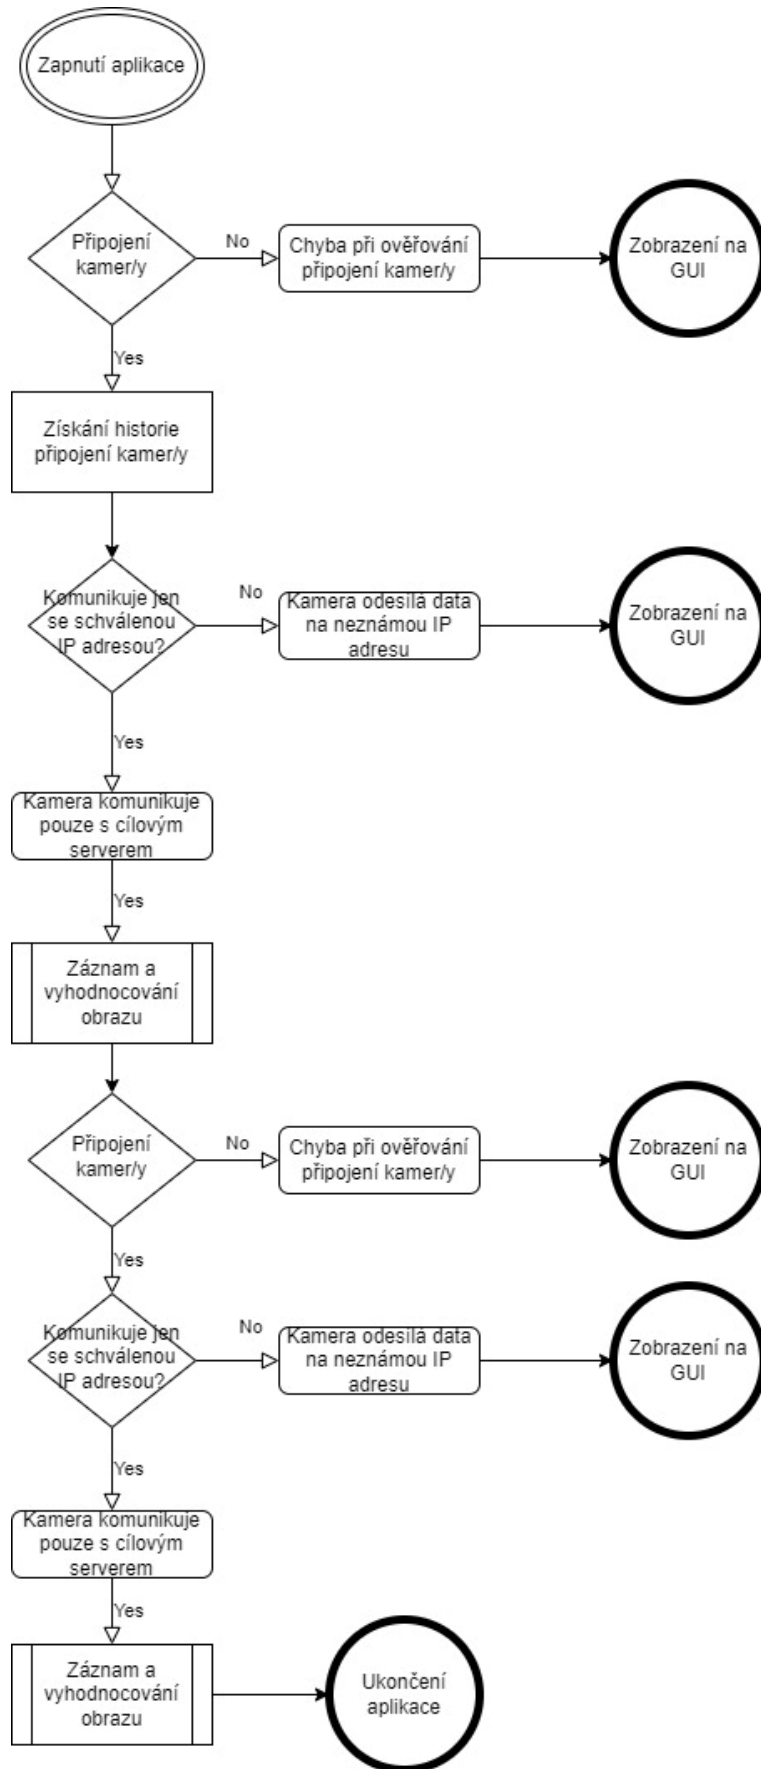 Zapnutí aplikace
Připojení
kamer/y
No
Chyba při ověřování
připojení kamer/y
Zobrazení na
GUI
Yes
Získání historie
připojení kamer/y
Komunikuje jen
se schválenou
IP adresou?
No
Kamera odesílá data
na neznámou IP
adresu
Zobrazení na
GUI
Yes
Kamera komunikuje
pouze s cílovým
serverem
Yes
Záznam a
vyhodnocování
obrazu
Připojení
kamer/y
No
Chyba při ověřování
připojení kamer/y
Zobrazení na
GUI
Yes
Komunikuje jen
se schválenou
IP adresou?
No
Kamera odesílá data
na neznámou IP
adresu
Zobrazení na
GUI
Yes
Kamera komunikuje
pouze s cílovým
serverem
Yes
Záznam a
vyhodnocování
obrazu
Ukončení
aplikace